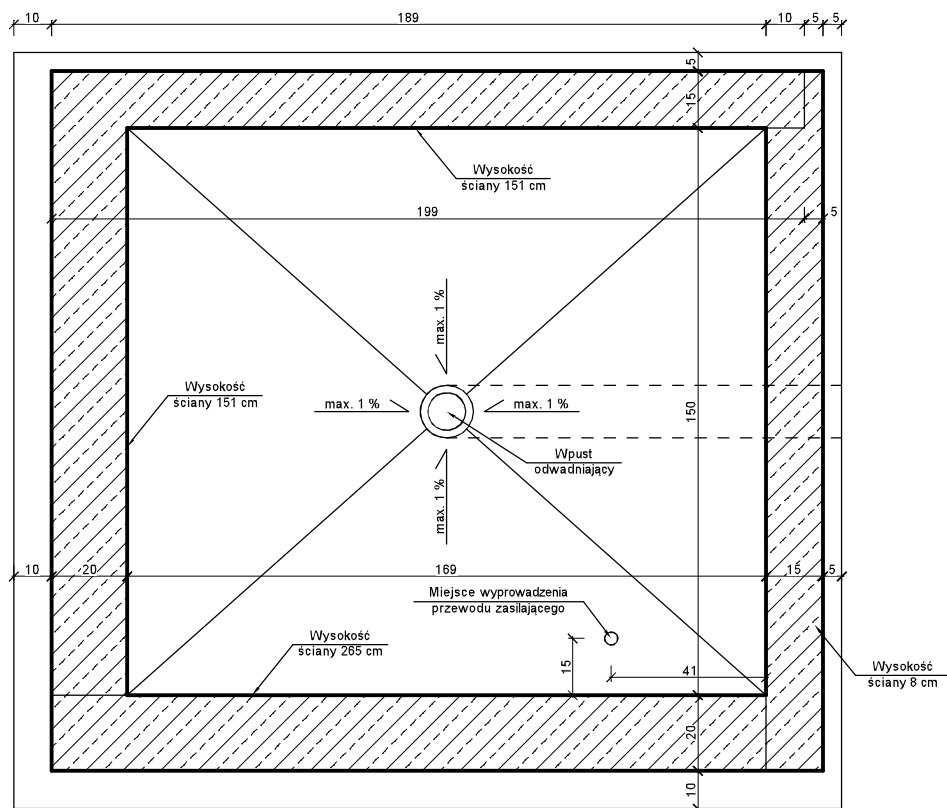 10 189 10 5 5
5
15
Wysokość
ściany 151 cm
199 5
max. 1 %
Wysokość
ściany 151 cm
max. 1 % max. 1 %
150
Wpust
odwadniający
max. 1 %
10 20 169 15 5
Miejsce wyprowadzenia
przewodu zasilającego
Wysokość
ściany 265 cm
15
41
Wysokość
ściany 8 cm
20
10